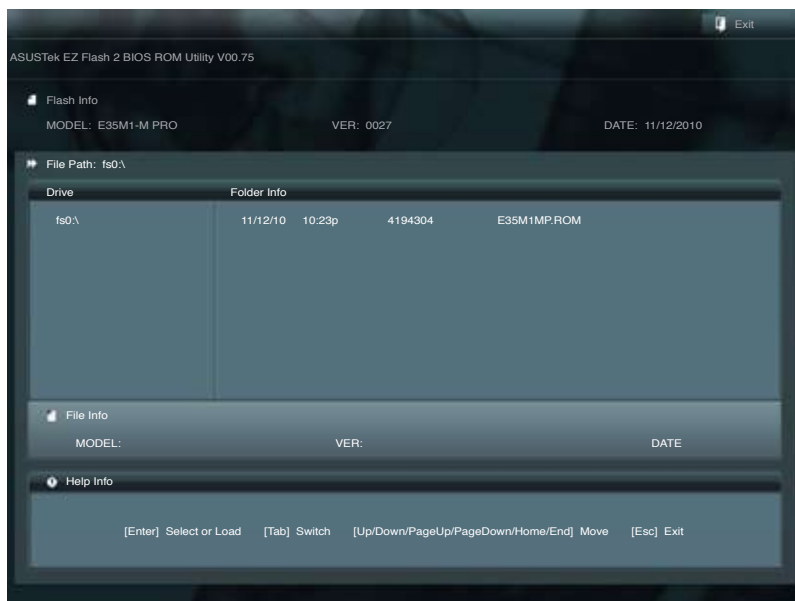 Exit
ASUSTek EZ Flash 2 BIOS ROM Utility V00.75
Flash Info
MODEL: E35M1-M PRO VER: 0027 DATE: 11/12/2010
File Path: fs0:\
Drive Folder Info
fs0:\ 11/12/10 10:23p 4194304 E35M1MP.ROM
File Info
MODEL: VER: DATE
Help Info
[Enter] Select or Load [Tab] Switch [Up/Down/PageUp/PageDown/Home/End] Move [Esc] Exit